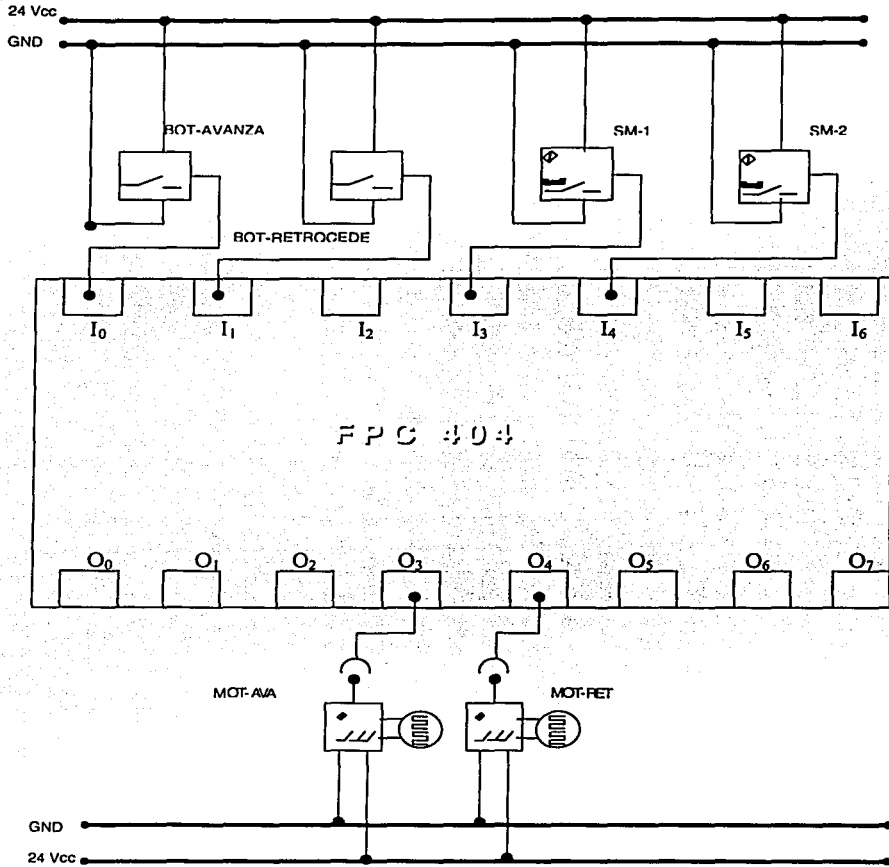 24 Vcc
GND
BOT-AVANZA
SM-1
SM-2
BOT-RETROCEDE
I0
I1
I2
I3
I4
I5
I6
FPC 404
O0
O1
O2
O3
O4
O5
O6
O7
MOT-AVA
MOT-RET
GND
24 Vcc